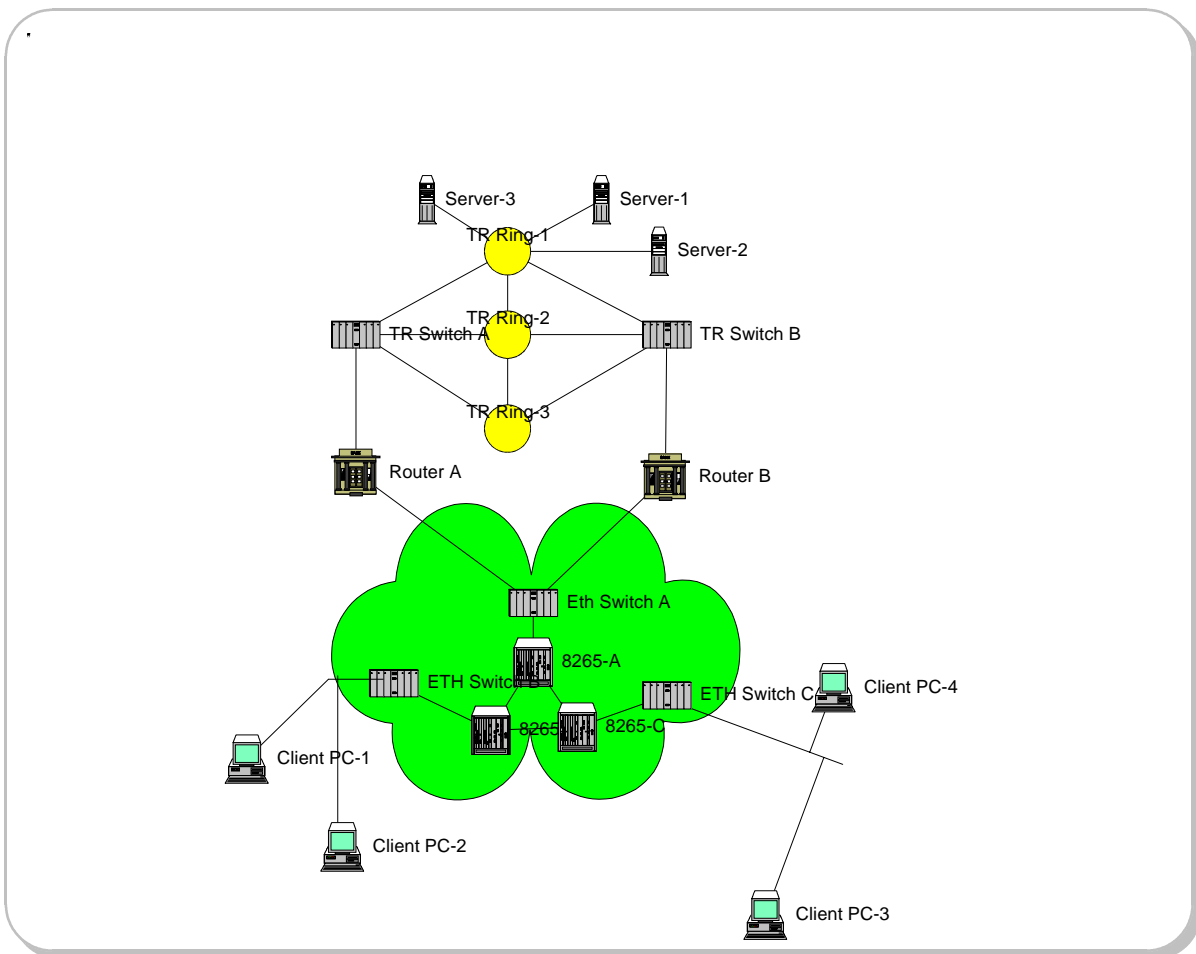 Server-3
Server-1
TR Ring-1
Server-2
TR Ring-2
TR Switch A
TR Switch B
TR Ring-3
Router A
Router B
Eth Switch A
8265-A
ETH Switch
ETH Switch C
Client PC-4
8265
8265-C
Client PC-1
Client PC-2
Client PC-3